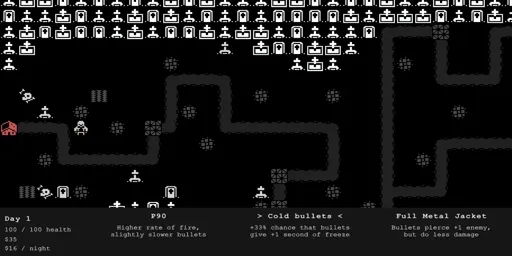 Day 1
100 / 100 health
$35
$16 / night
P90
Higher rate of fire,
slightly slower bullets
> Cold bullets <
+33% chance that bullets
give +1 second of freeze
Full Metal Jacket
Bullets pierce +1 enemy,
but do less damage